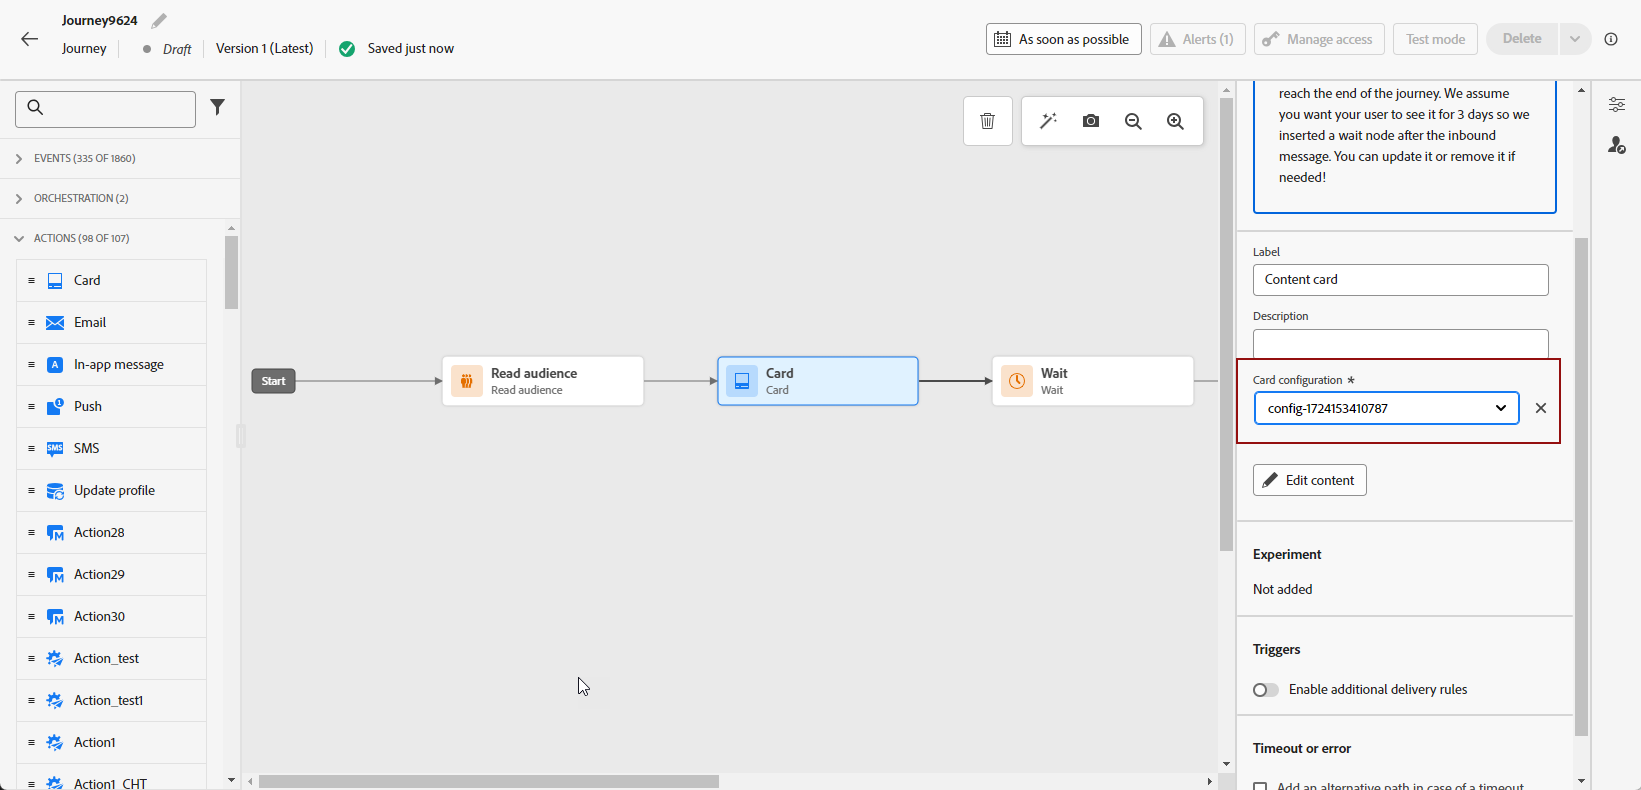 Journey9624
Journey
Draft
Version 1 (Latest)
Saved just now
As soon as possible
Alerts (1)
Manage access
Test mode
Delete
EVENTS (335 OF 1860)
ORCHESTRATION (2)
ACTIONS (98 OF 107)
Card
Email
In-app message
Push
SMS
Update profile
Action28
Action29
Action30
Action_test
Action_test1
Action1
Action1_CHT
Start
Read audience
Read audience
Card
Card
Wait
Wait
reach the end of the journey. We assume
you want your user to see it for 3 days so we
inserted a wait node after the inbound
message. You can update it or remove it if
needed!
Label
Content card
Description
Card configuration *
config-1724153410787
Edit content
Experiment
Not added
Triggers
Enable additional delivery rules
Timeout or error
Add an alternative path in case of a timeout